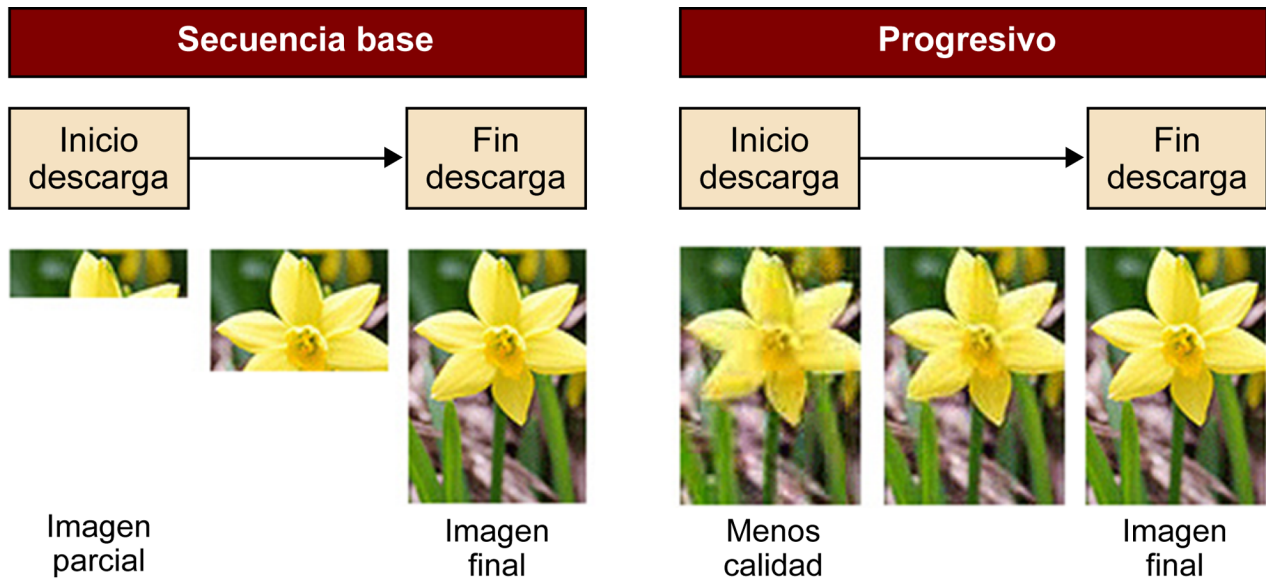 Secuencia base
Inicio
descarga
Fin
descarga
Imagen
parcial
Imagen
final
Progresivo
Inicio
descarga
Fin
descarga
Menos
calidad
Imagen
final